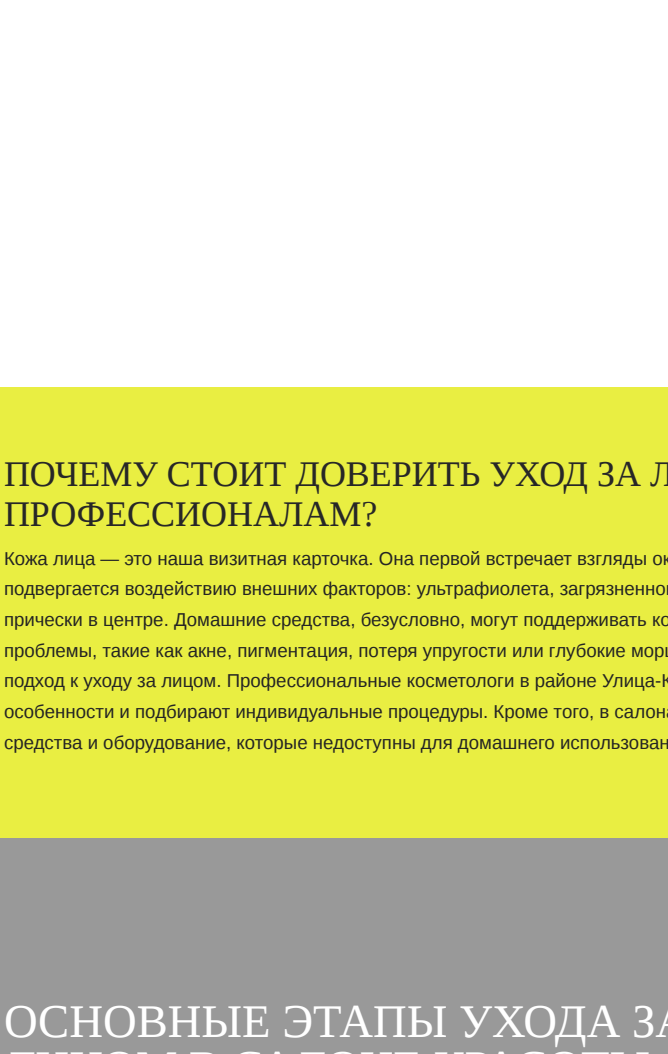 ПОЧЕМУ СТОИТ ДОВЕРИТЬ УХОД ЗА
ПРОФЕССИОНАЛАМ?
Кожа лица — это наша визитная карточка. Она первой встречает взгляды
подвергается воздействию внешних факторов: ультрафиолета,
прически в центре. Домашние средства, безусловно, могут поддерживать
проблемы, такие как акне, пигментация, потеря упругости или глубокие
подход к уходу за лицом. Профессиональные косметологи в районе
особенности и подбирают индивидуальные процедуры. Кроме того, в
средства и оборудование, которые недоступны для домашнего
ОСНОВНЫЕ ЭТАПЫ УХОДА ЗА